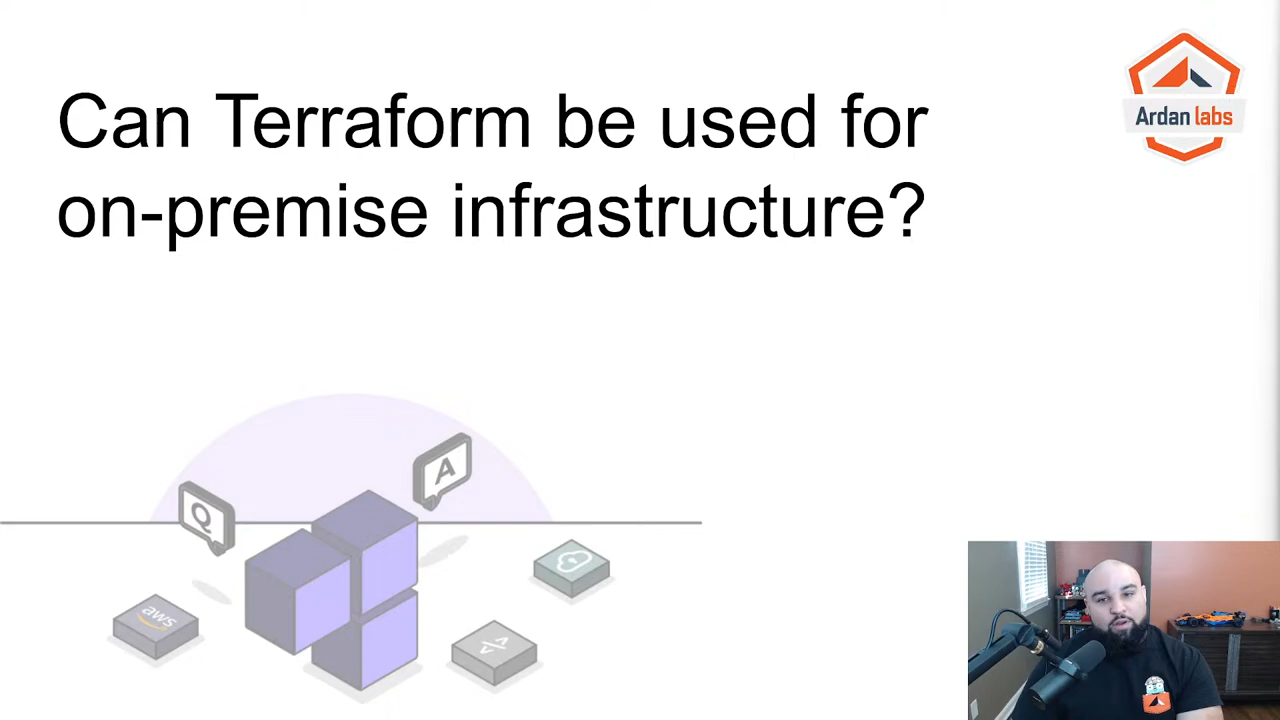 Can Terraform be used for
on-premise infrastructure?
Ardan labs
A
Q
aws